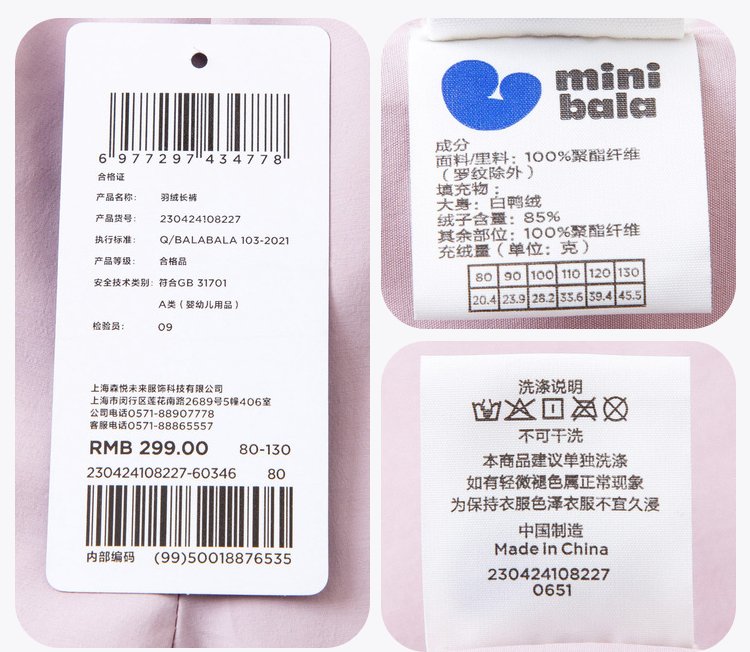 6 977297 434778
合格证
产品名称: 羽绒长裤
产品货号: 230424108227
执行标准: Q/BALABALA 103-2021
产品等级: 合格品
安全技术类别: 符合GB 31701
A类（婴幼儿用品）
检验员: 09
上海森悦未来服饰科技有限公司
上海市闵行区莲花南路2689号5幢406室
公司电话0571-88907778
客服电话0571-88865557
RMB 299.00 80-130
230424108227-60346 80
内部编码 (99)50018876535
mini
bala
成分
面料/里料: 100%聚酯纤维
（罗纹除外）
填充物:
大身: 白鸭绒
绒子含量: 85%
其余部位: 100%聚酯纤维
充绒量（单位: 克）
80 90 100 110 120 130
20.4 23.9 28.2 33.6 39.4 45.5
洗涤说明
不可干洗
本商品建议单独洗涤
如有轻微褪色属正常现象
为保持衣服色泽衣服不宜久浸
中国制造
Made in China
230424108227
0651